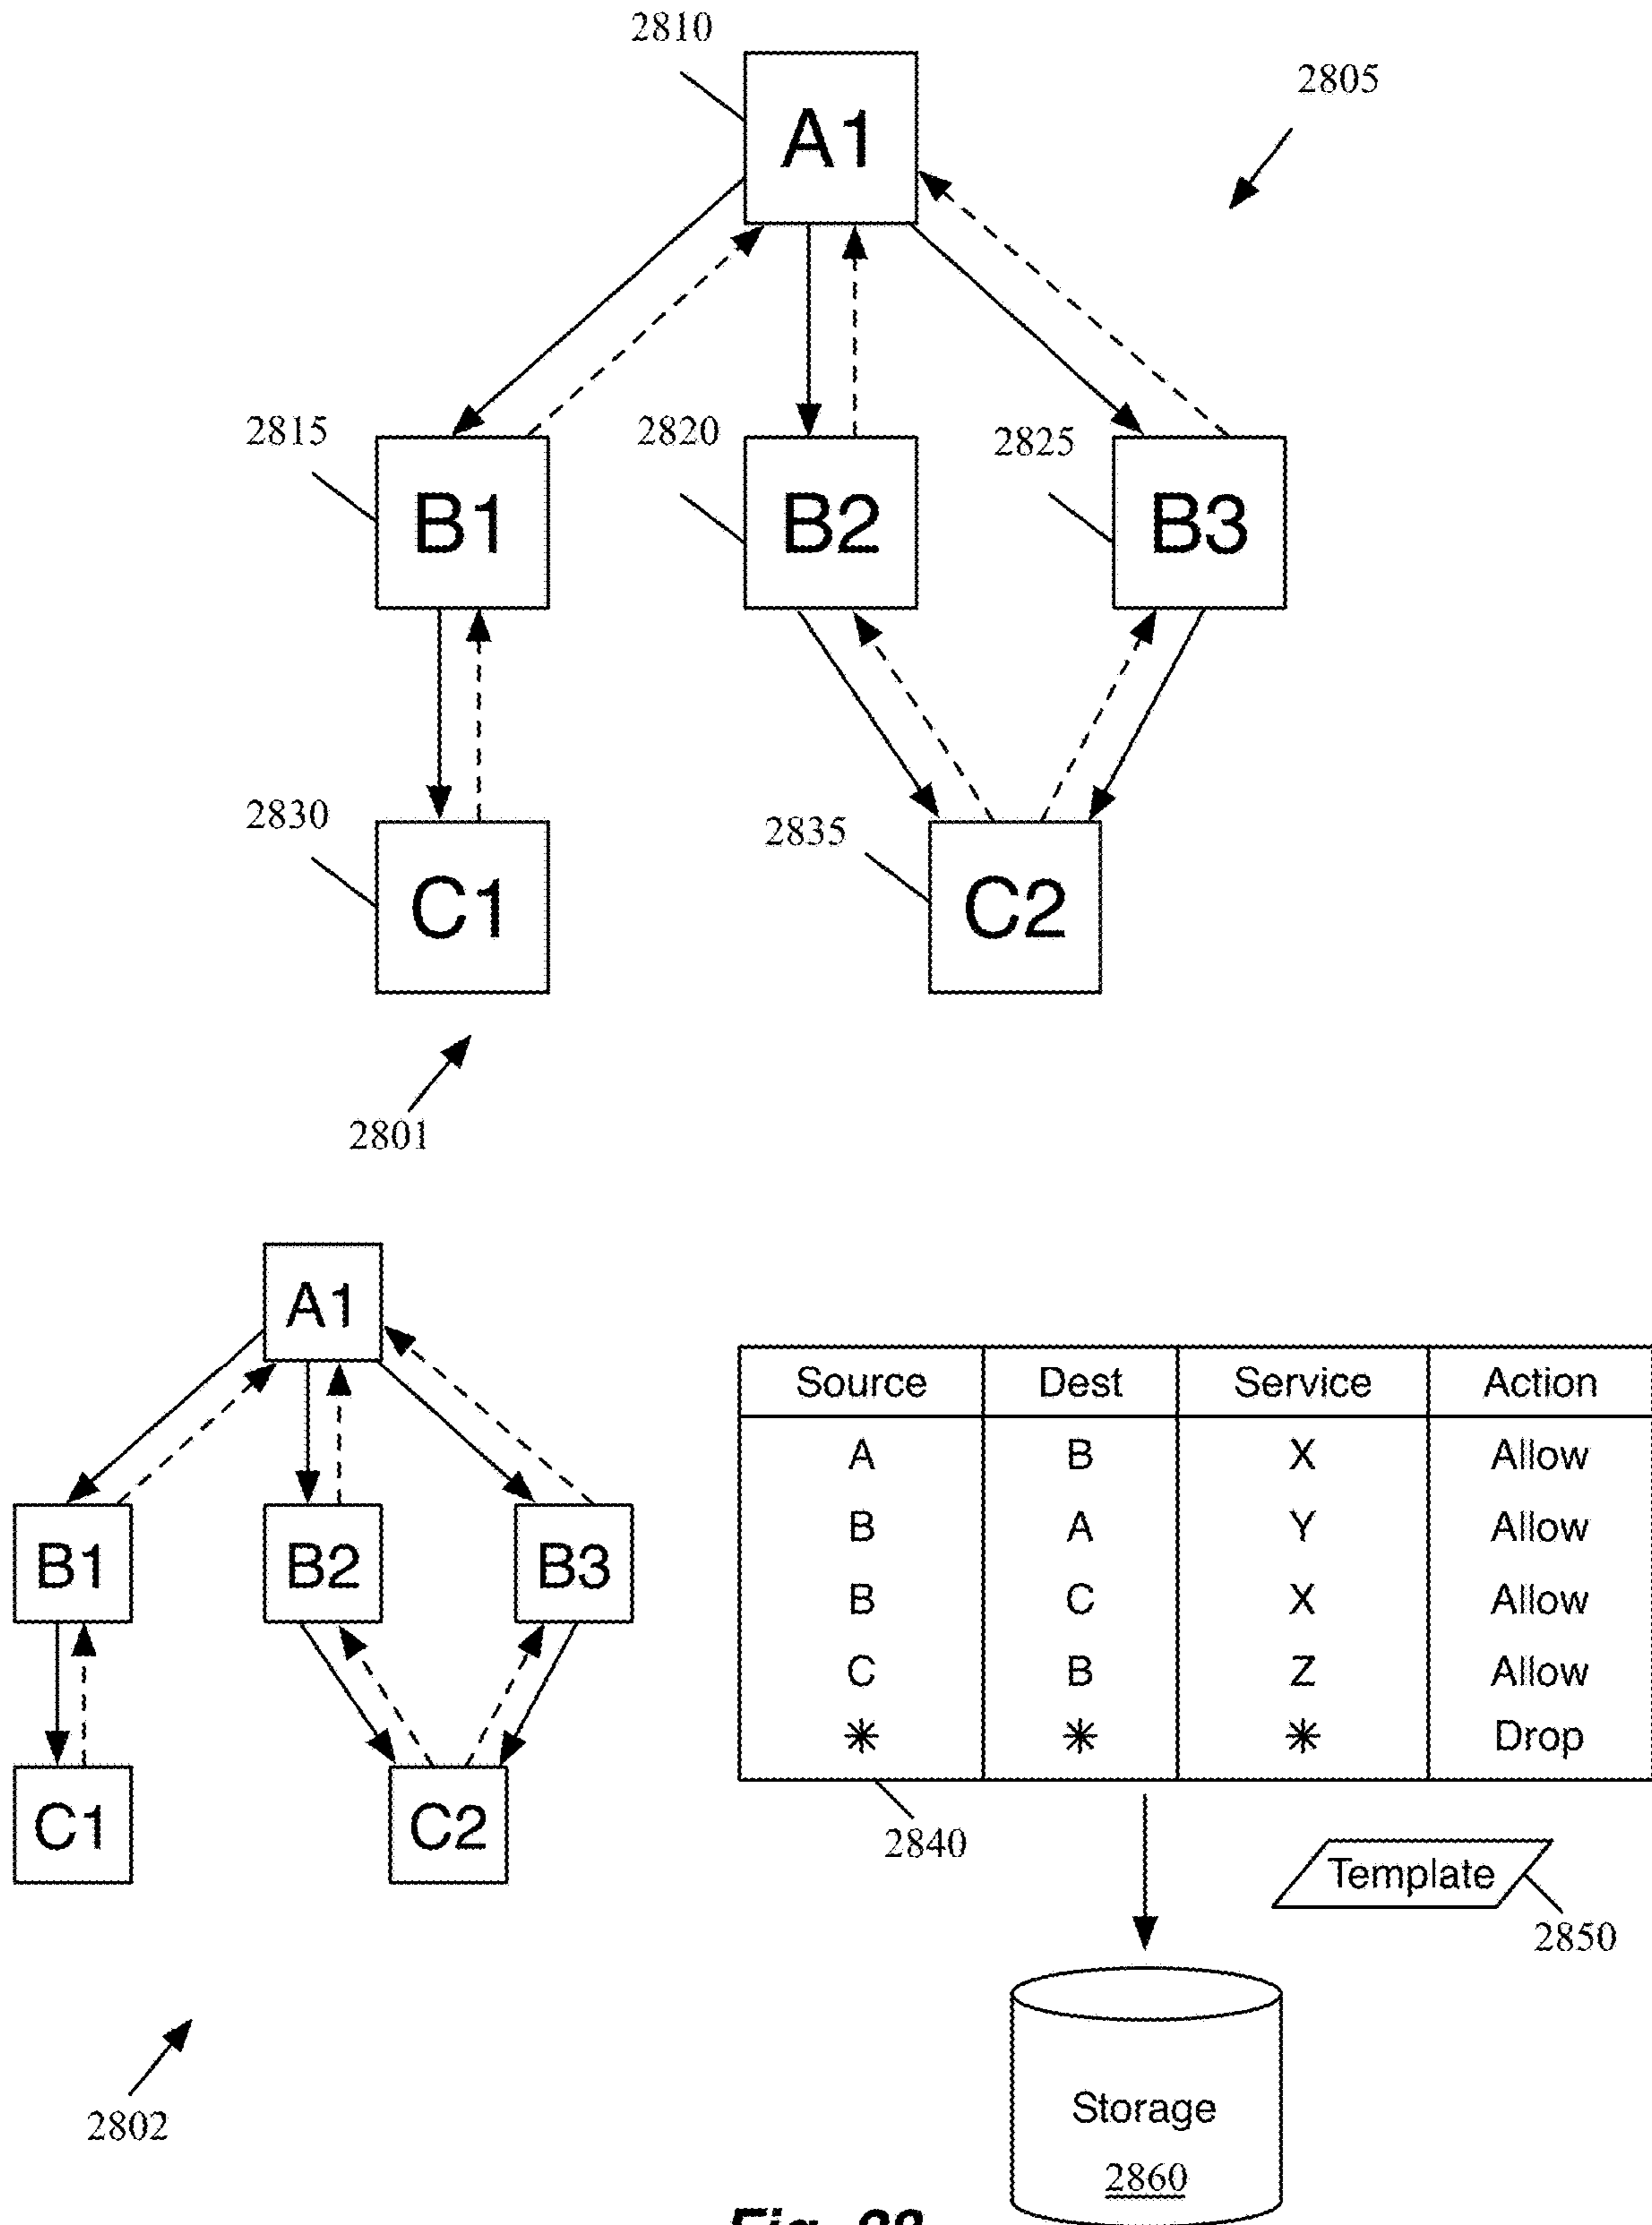 2810
2805
A1
2815
2820
2825
B1
B2
B3
2830
2835
C1
C2
2801
A1
B1
B2
B3
C1
C2
2802
Source Dest Service Action
A B X Allow
B A Y Allow
B C X Allow
C B Z Allow
* * * Drop
2840
Template
2850
Storage
2860